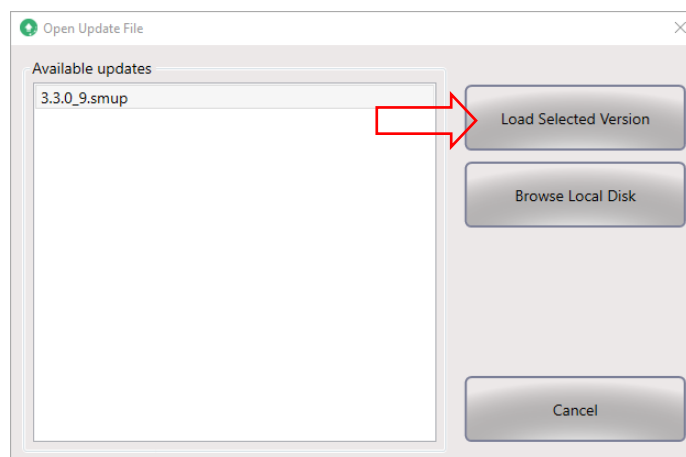 Open Update File
Available updates
3.3.0_9.smup
Load Selected Version
Browse Local Disk
Cancel